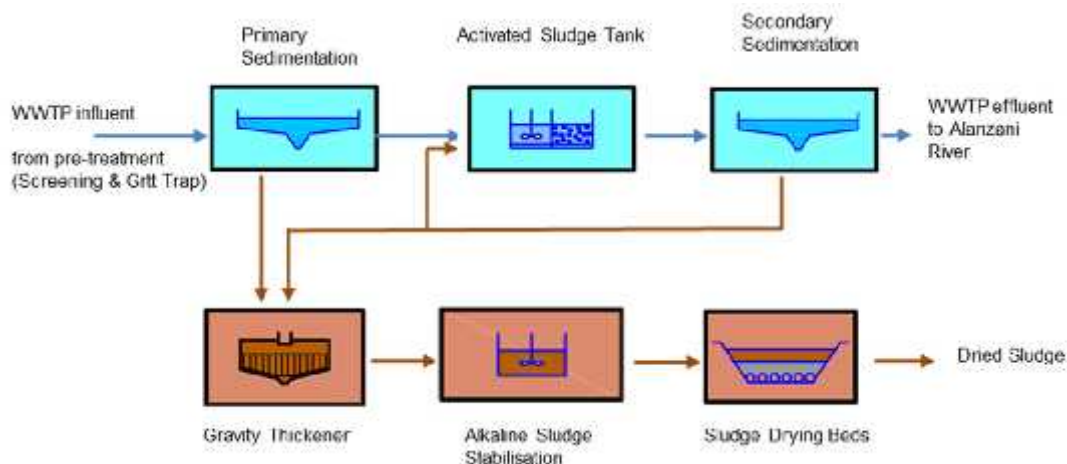 Primary
Sedimentation
Activated Sludge Tank
Secondary
Sedimentation
WWTP influent
from pre-treatment
(Screening & Grtt Trap)
WWTP effluent
to Alanzani
River
Gravity Thickener
Alkaline Sludge
Stabilisation
Sludge Drying Beds
Dried Sludge